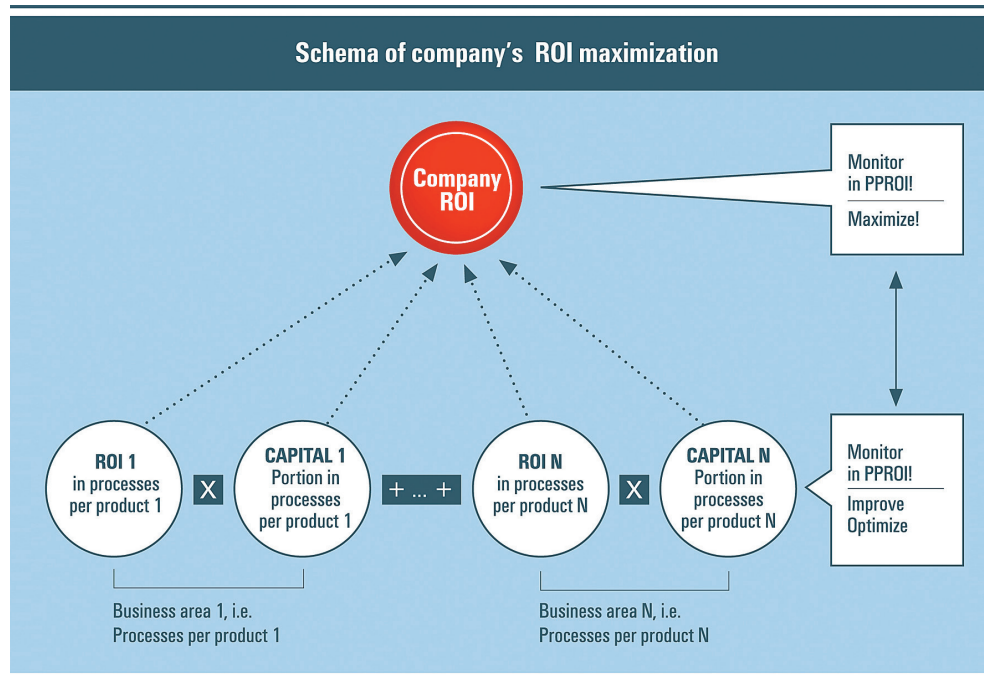 Schema of company's  ROI maximization
Company
ROI
Monitor
in PPROI!
Maximize!
ROI 1
in processes
per product 1
X
CAPITAL 1
Portion in
processes
per product 1
+ ... +
ROI N
in processes
per product N
X
CAPITAL N
Portion in
processes
per product N
Monitor
in PPROI!
Improve
Optimize
Business area 1, i.e.
Processes per product 1
Business area N, i.e.
Processes per product N